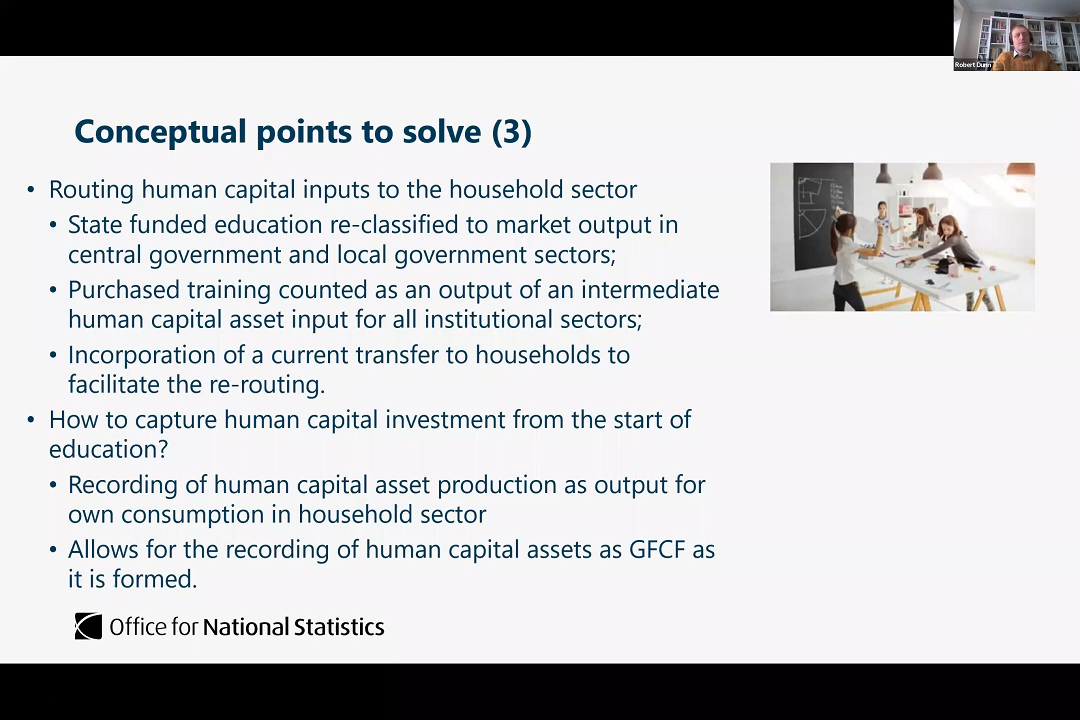 Robert Dunn
Conceptual points to solve (3)
• Routing human capital inputs to the household sector
• State funded education re-classified to market output in
central government and local government sectors;
• Purchased training counted as an output of an intermediate
human capital asset input for all institutional sectors;
• Incorporation of a current transfer to households to
facilitate the re-routing.
• How to capture human capital investment from the start of
education?
• Recording of human capital asset production as output for
own consumption in household sector
• Allows for the recording of human capital assets as GFCF as
it is formed.
Office for National Statistics